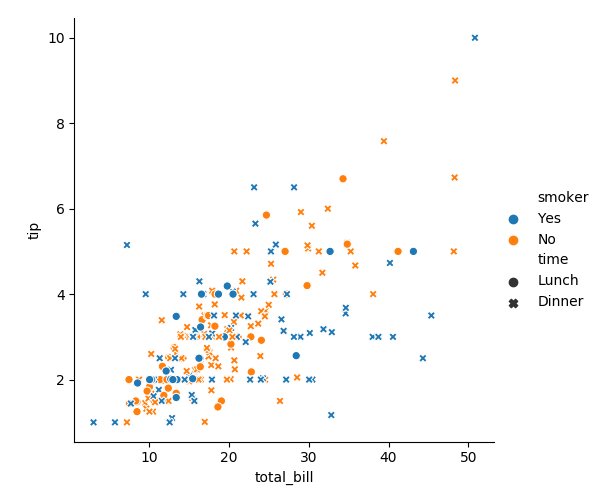 10
8
6
4
2
tip
10
20
30
40
50
total_bill
smoker
Yes
No
time
Lunch
Dinner